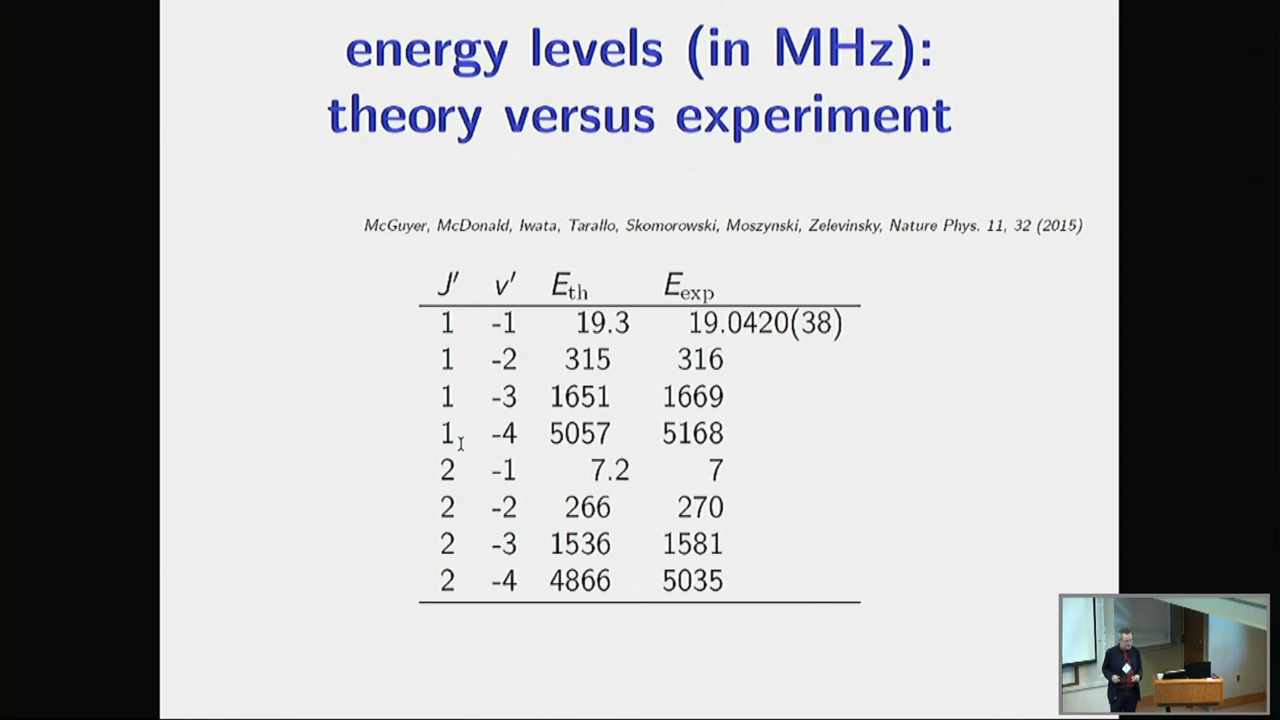 energy levels (in MHz):
theory versus experiment
McGuyer, McDonald, Iwata, Tarallo, Skomorowski, Moszynski, Zelevinsky, Nature Phys. 11, 32 (2015)
J′ v′ Eth Eexp
1 -1 19.3 19.0420(38)
1 -2 315 316
1 -3 1651 1669
1 -4 5057 5168
2 -1 7.2 7
2 -2 266 270
2 -3 1536 1581
2 -4 4866 5035